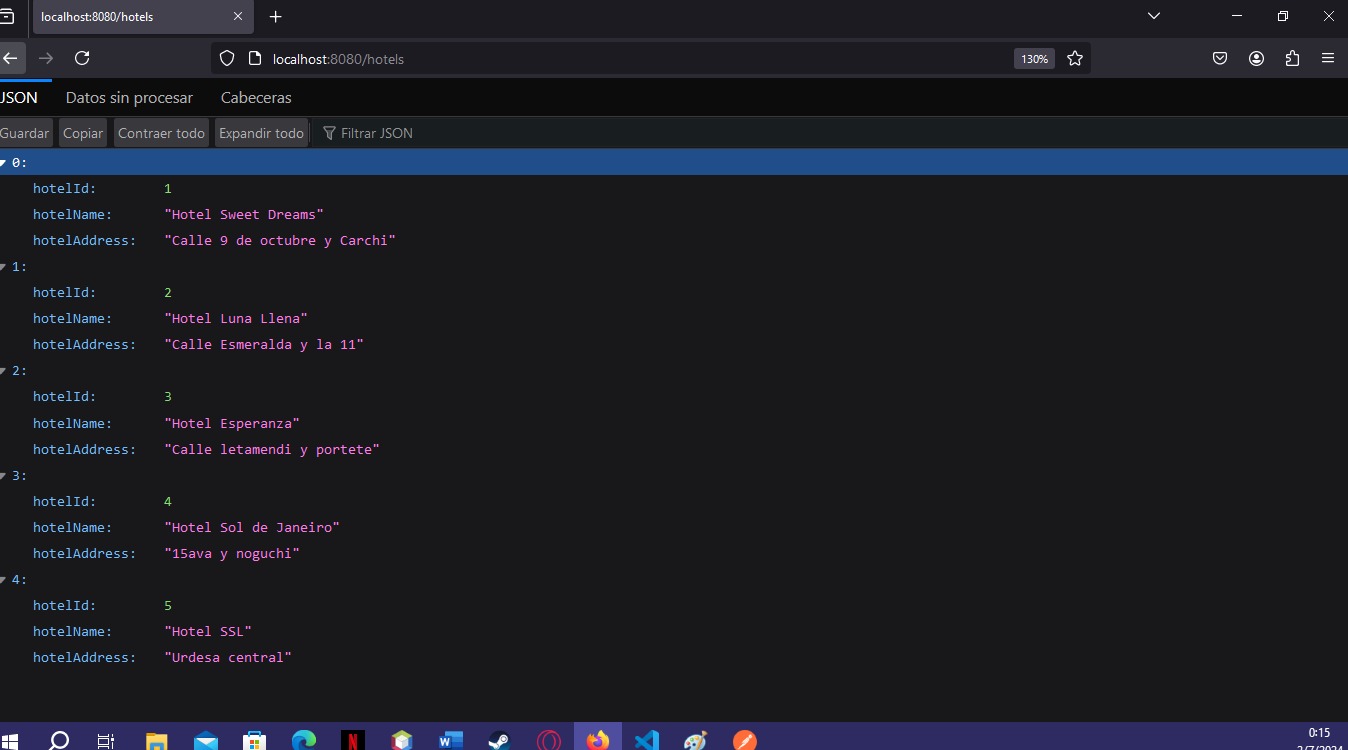 localhost:8080/hotels
localhost:8080/hotels 130%
JSON Datos sin procesar Cabeceras
Guardar Copiar Contraer todo Expandir todo Filtrar JSON
0:
hotelId: 1
hotelName: "Hotel Sweet Dreams"
hotelAddress: "Calle 9 de octubre y Carchi"
1:
hotelId: 2
hotelName: "Hotel Luna Llena"
hotelAddress: "Calle Esmeralda y la 11"
2:
hotelId: 3
hotelName: "Hotel Esperanza"
hotelAddress: "Calle letamendi y portete"
3:
hotelId: 4
hotelName: "Hotel Sol de Janeiro"
hotelAddress: "15ava y noguchi"
4:
hotelId: 5
hotelName: "Hotel SSL"
hotelAddress: "Urdesa central"
0:15
2/7/2024